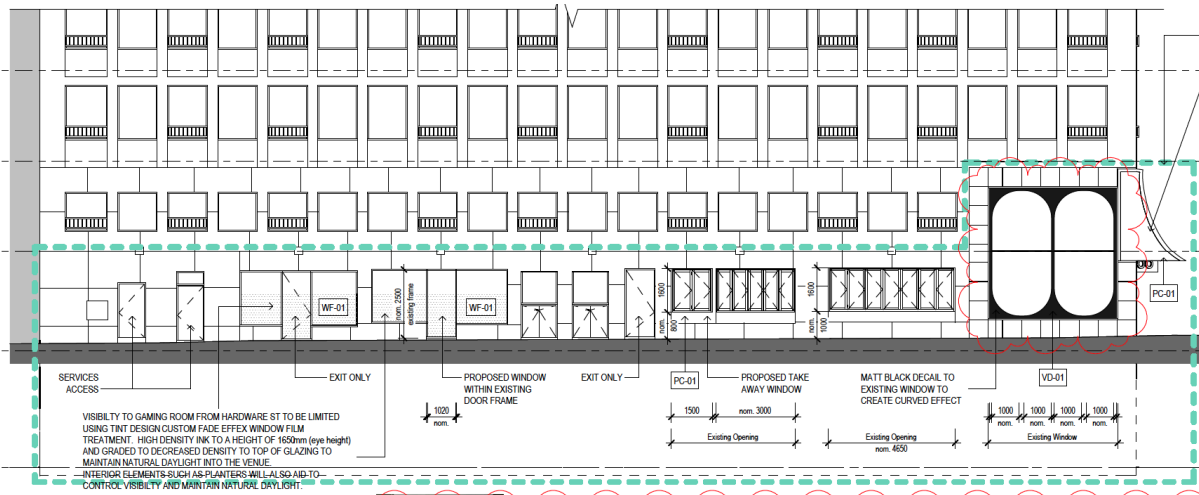 PC-01
WF-01
WF-01
nom. 2500
existing frame
1600
800
nom.
1600
1000
nom.
SERVICES
ACCESS
EXIT ONLY
PROPOSED WINDOW
WITHIN EXISTING
DOOR FRAME
EXIT ONLY
PC-01
PROPOSED TAKE
AWAY WINDOW
MATT BLACK DECAIL TO
EXISTING WINDOW TO
CREATE CURVED EFFECT
VD-01
VISIBILTY TO GAMING ROOM FROM HARDWARE ST TO BE LIMITED
USING TINT DESIGN CUSTOM FADE EFFEX WINDOW FILM
TREATMENT. HIGH DENSITY INK TO A HEIGHT OF 1650mm (eye height)
AND GRADED TO DECREASED DENSITY TO TOP OF GLAZING TO
MAINTAIN NATURAL DAYLIGHT INTO THE VENUE.
INTERIOR ELEMENTS SUCH AS PLANTERS WILL ALSO AID TO
CONTROL VISIBILTY AND MAINTAIN NATURAL DAYLIGHT.
1020
nom.
1500
nom. 3000
Existing Opening
Existing Opening
nom. 4650
1000 1000 1000 1000
nom. nom. nom. nom.
Existing Window